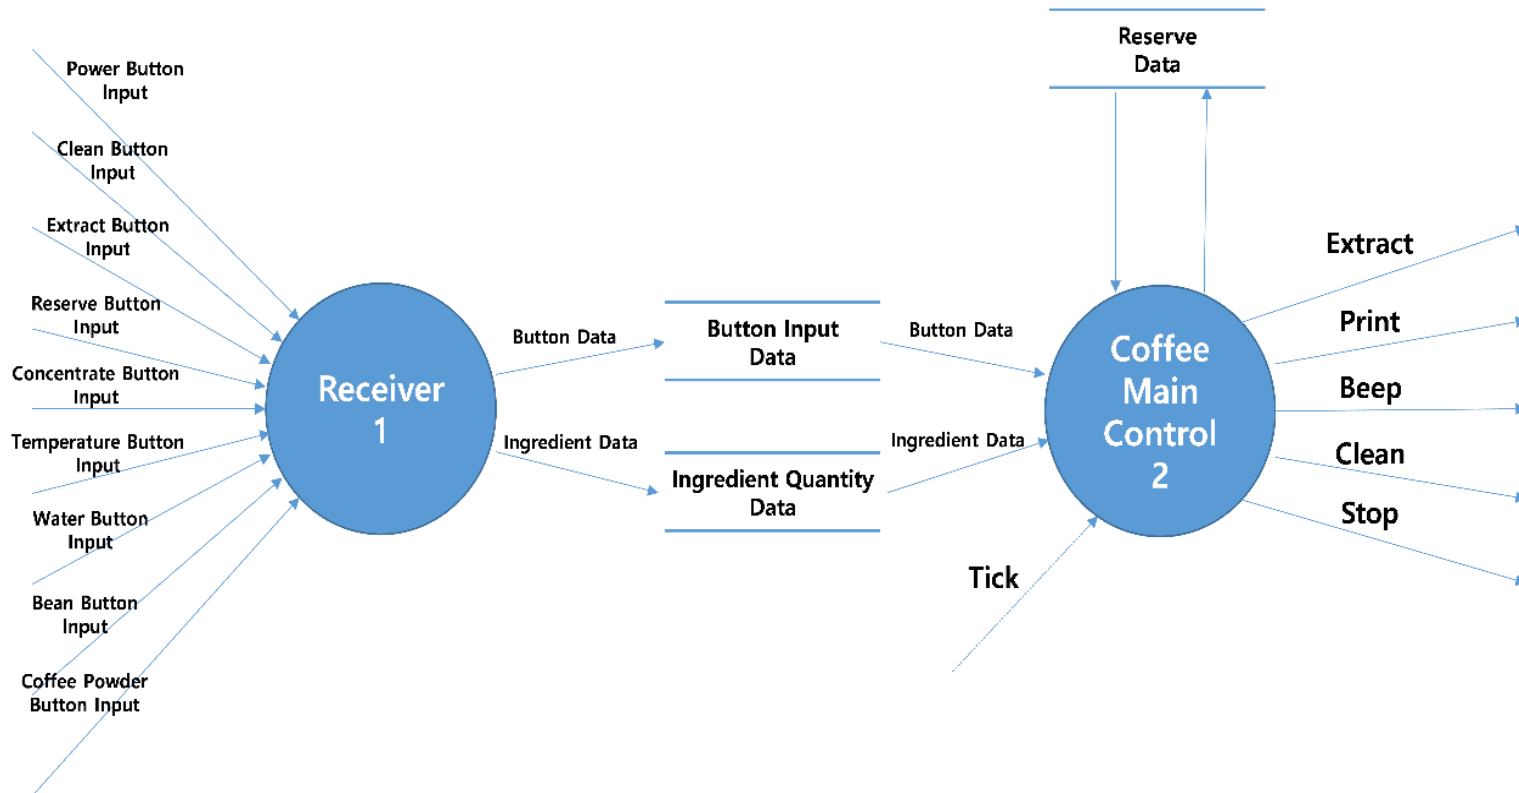 Power Button
Input
Clean Button
Input
Extract Button
Input
Reserve Button
Input
Concentrate Button
Input
Temperature Button
Input
Water Button
Input
Bean Button
Input
Coffee Powder
Button Input
Receiver
1
Button Data
Ingredient Data
Button Input
Data
Ingredient Quantity
Data
Button Data
Ingredient Data
Reserve
Data
Coffee
Main
Control
2
Tick
Extract
Print
Beep
Clean
Stop